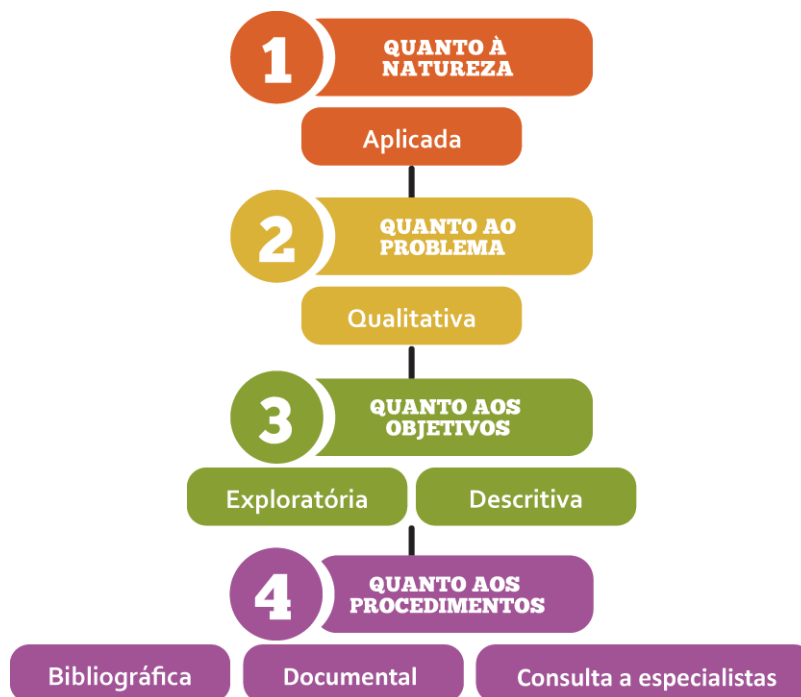 1
QUANTO À
NATUREZA
Aplicada
2
QUANTO AO
PROBLEMA
Qualitativa
3
QUANTO AOS
OBJETIVOS
Exploratória
Descritiva
4
QUANTO AOS
PROCEDIMENTOS
Bibliográfica
Documental
Consulta a especialistas